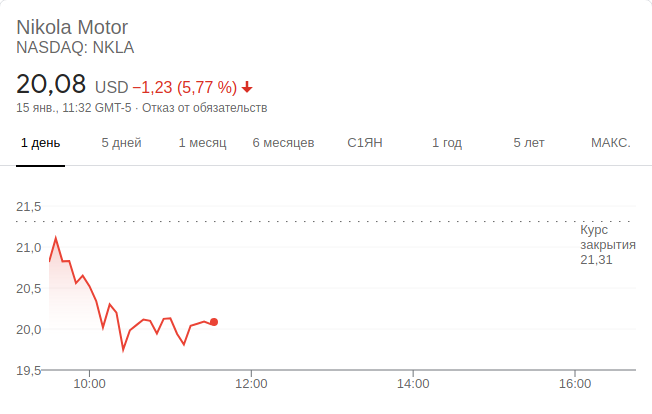 Nikola Motor
NASDAQ: NKLA
20,08 USD −1,23 (5,77 %)
15 янв., 11:32 GMT-5 · Отказ от обязательств
1 день 5 дней 1 месяц 6 месяцев С1ЯН 1 год 5 лет МАКС.
21,5
Курс
закрытия
21,31
21,0
20,5
20,0
19,5
10:00 12:00 14:00 16:00